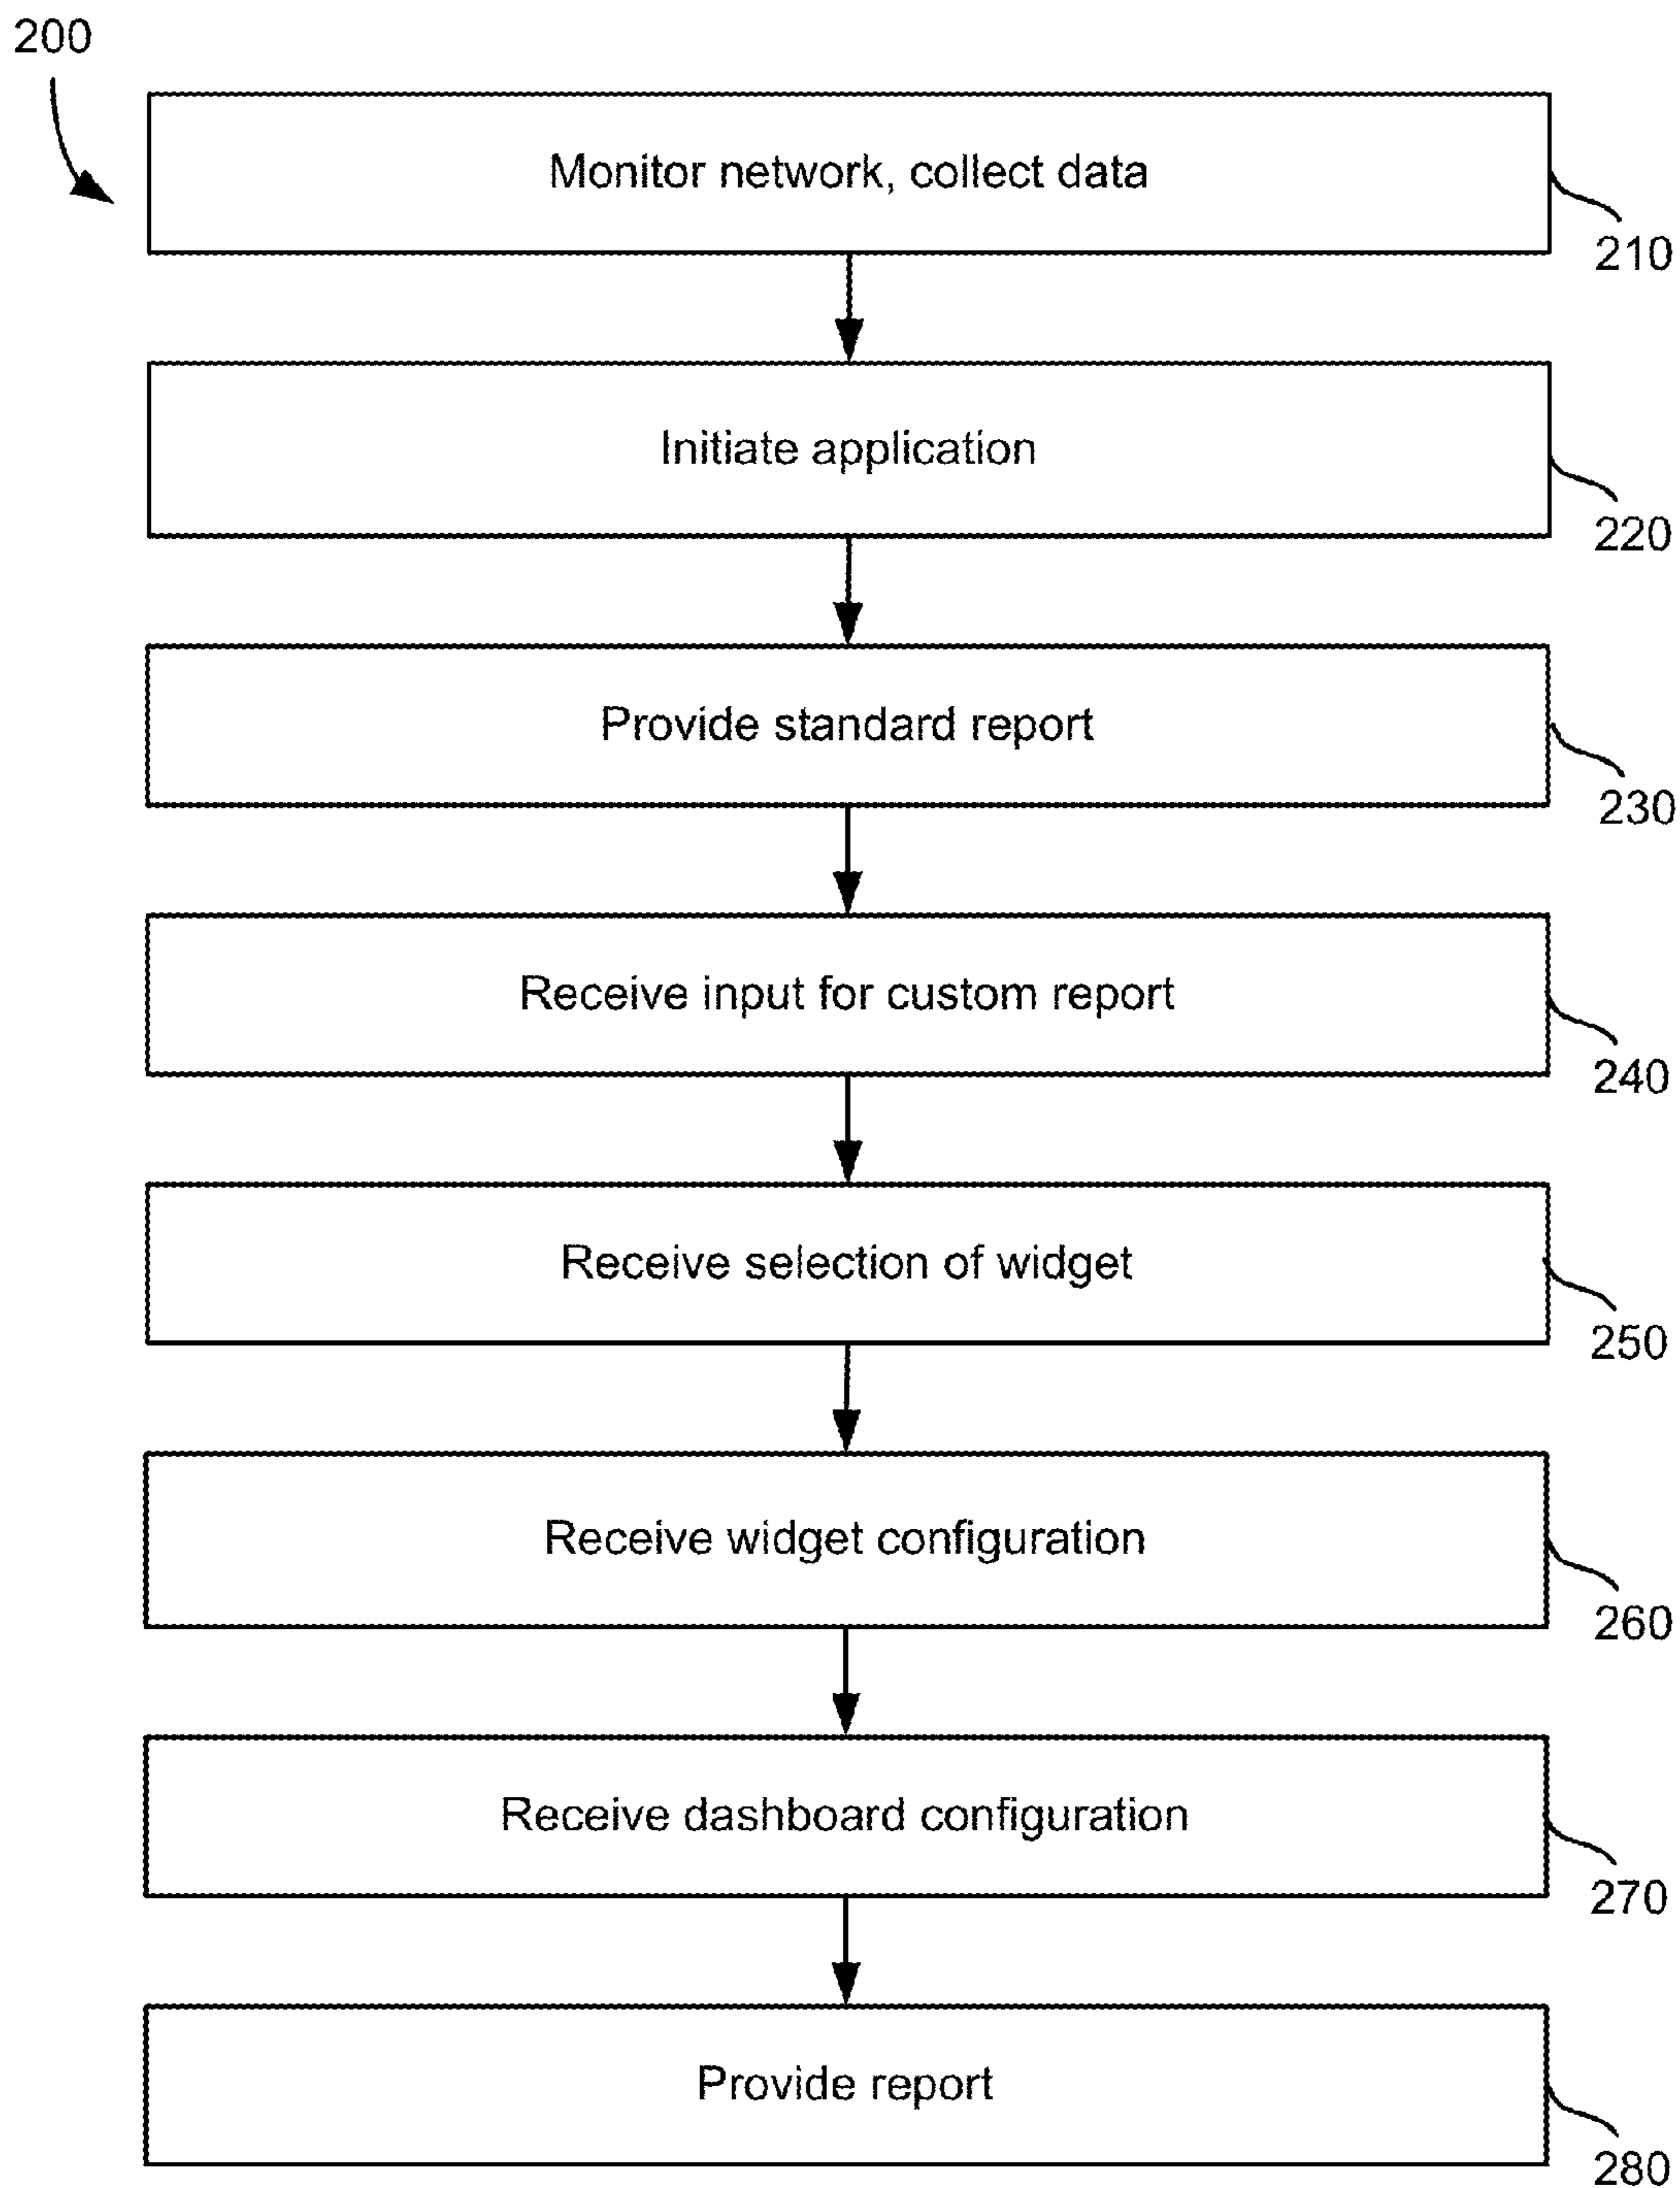 200
Monitor network, collect data
210
Initiate application
220
Provide standard report
230
Receive input for custom report
240
Receive selection of widget
250
Receive widget configuration
260
Receive dashboard configuration
270
Provide report
280